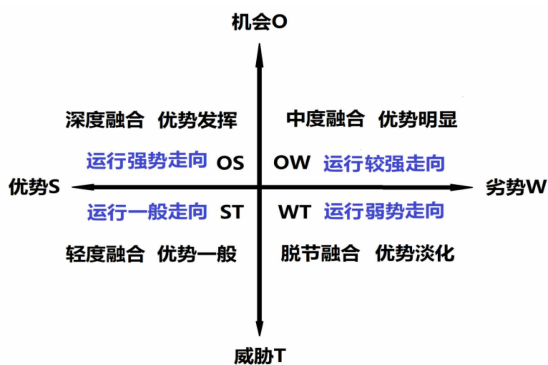 机会O
深度融合 优势发挥 中度融合 优势明显
运行强势走向 OS OW 运行较强走向
优势S 劣势W
运行一般走向 ST WT 运行弱势走向
轻度融合 优势一般 脱节融合 优势淡化
威胁T